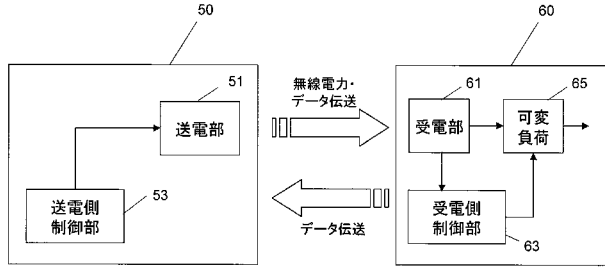 50
51
送電部
送電側
制御部
53
無線電力・
データ伝送
データ伝送
60
61
受電部
65
可変
負荷
受電側
制御部
63